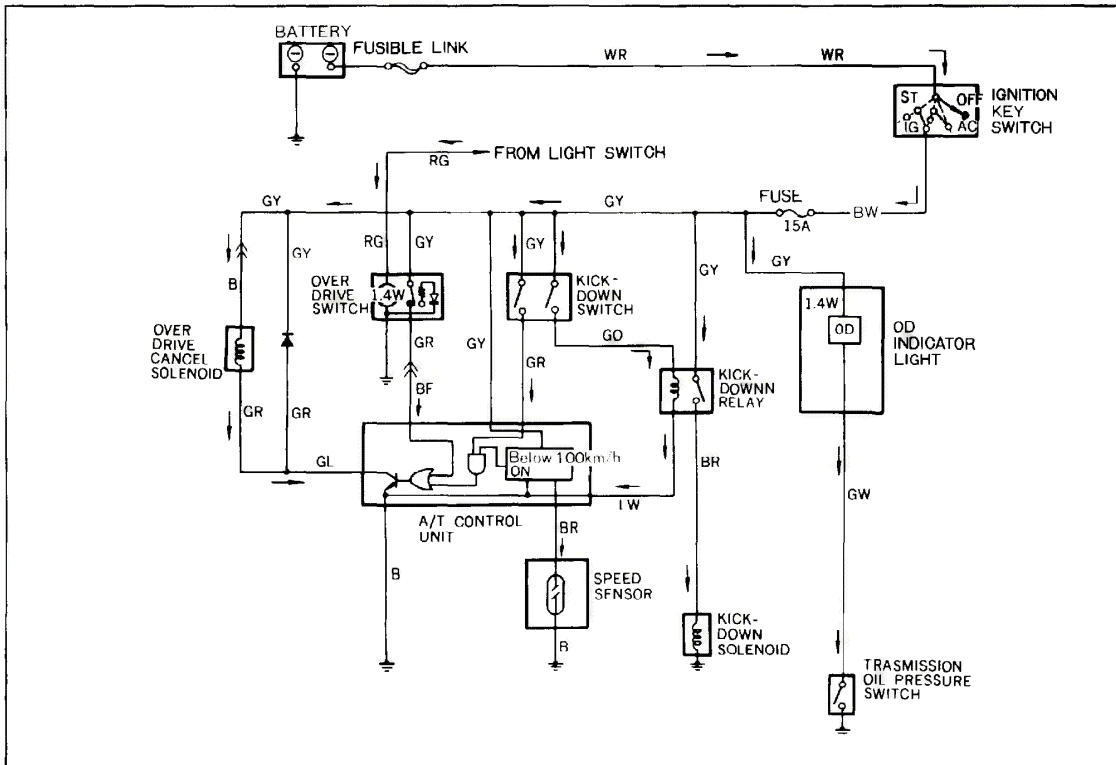 BATTERY
FUSIBLE LINK
WR
WR
ST
OFF
IG
AC
IGNITION
KEY
SWITCH
RG
FROM LIGHT SWITCH
GY
GY
FUSE
15A
BW
GY
RG
GY
GY
GY
GY
B
OVER
DRIVE
SWITCH
1.4W
KICK-
DOWN
SWITCH
1.4W
OD
OD
INDICATOR
LIGHT
OVER
DRIVE
CANCEL
SOLENOID
GR
GY
GR
GO
KICK-
DOWNN
RELAY
GR
GR
BF
GL
Below 100km/h
ON
BR
GW
A/T CONTROL
UNIT
BR
B
SPEED
SENSOR
KICK-
DOWN
SOLENOID
TRASMISSION
OIL PRESSURE
SWITCH